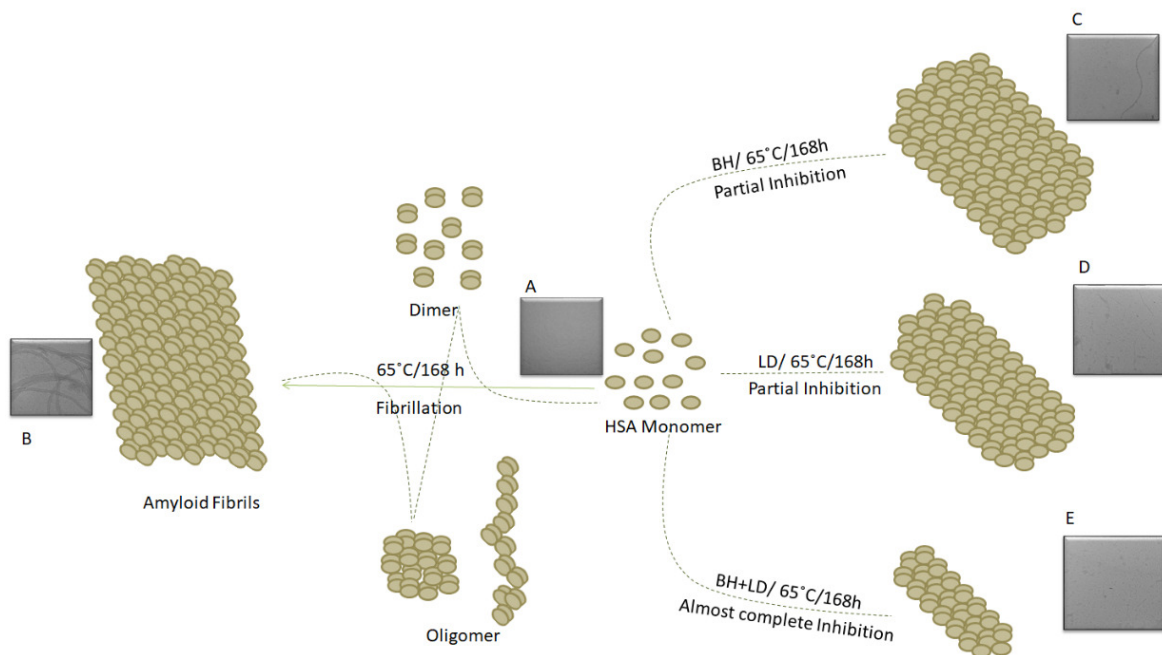 C
BH/ 65˚C/168h
Partial Inhibition
D
A
Dimer
65˚C/168 h
Fibrillation
LD/ 65˚C/168h
Partial Inhibition
HSA Monomer
B
Amyloid Fibrils
E
BH+LD/ 65˚C/168h
Almost complete Inhibition
Oligomer